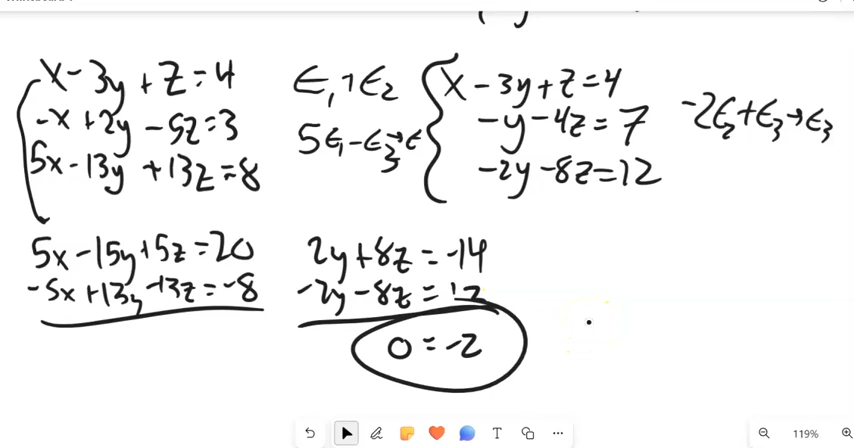 x - 3y + z = 4
-x + 2y - 5z = 3
5x - 13y + 13z = 8
E₁ + E₂
5E₁ - E₃ → E
x - 3y + z = 4
-y - 4z = 7
-2y - 8z = 12
-2E₂ + E₃ → E₃
5x - 15y + 5z = 20
-5x + 13y - 13z = -8
2y + 8z = -14
-2y - 8z = 12
0 = -2
119%